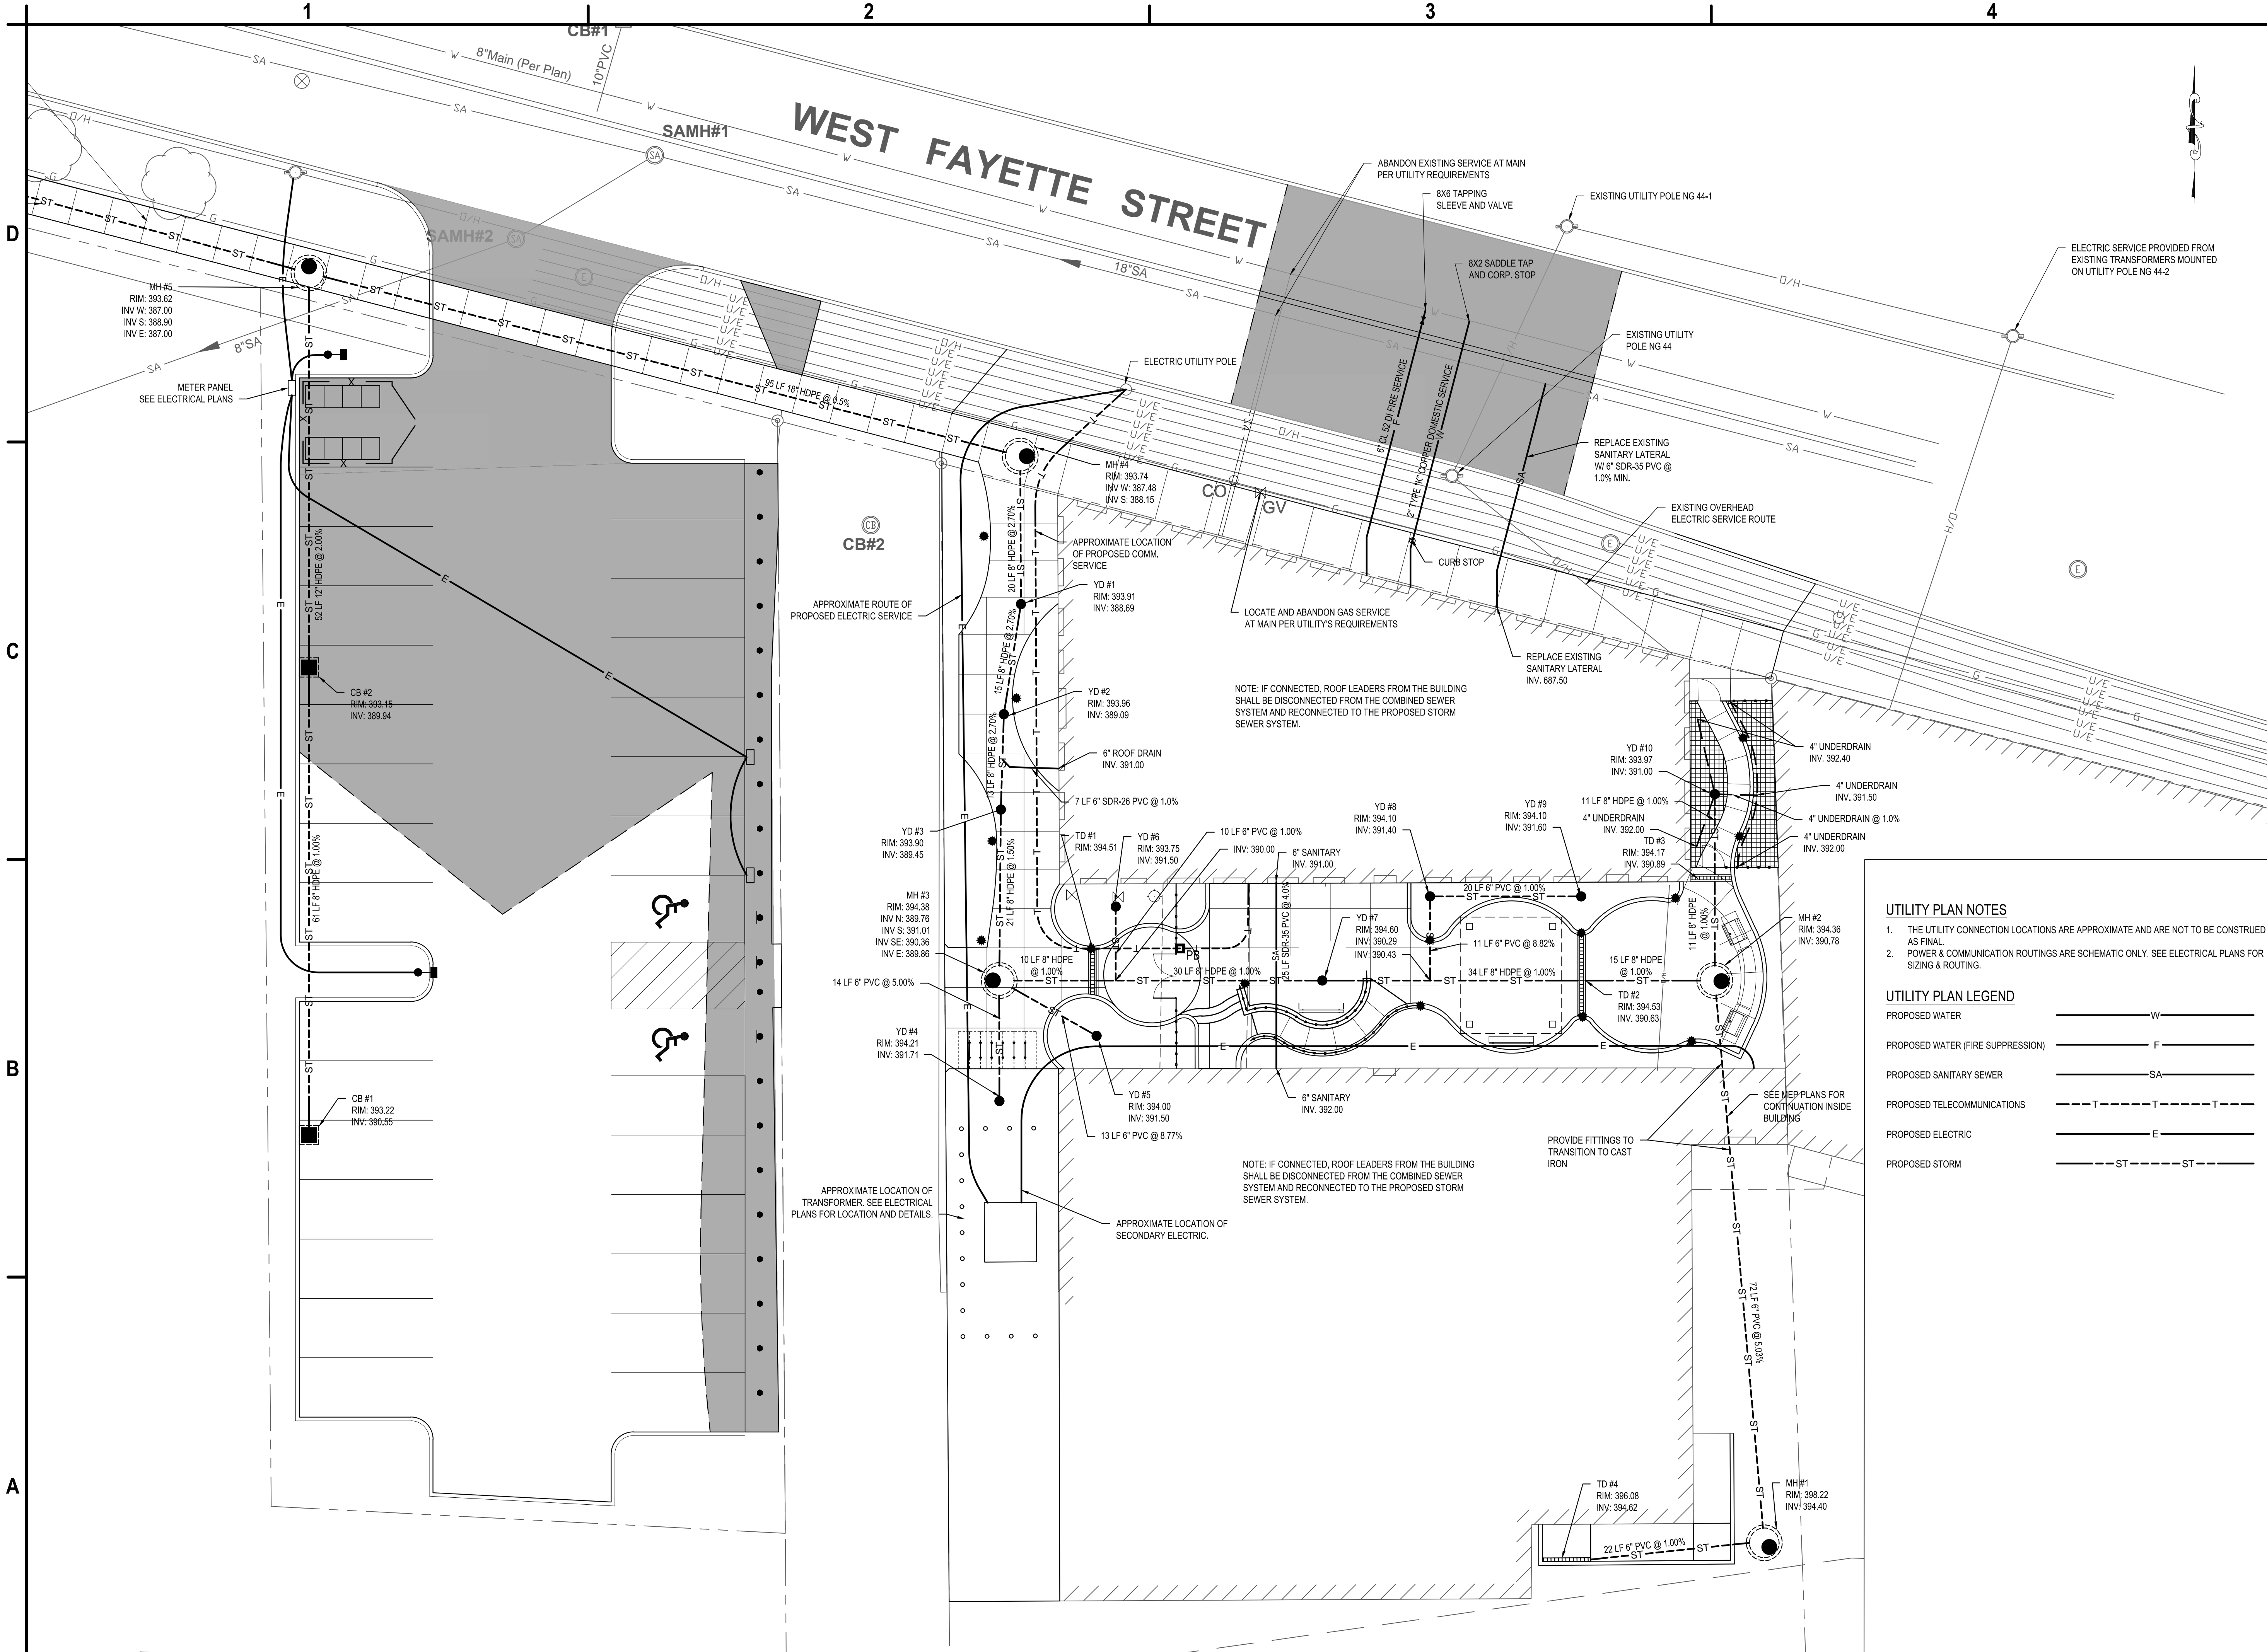 1
2
3
4
D
C
B
A
CB#1
10"PVC
8"Main (Per Plan)
SAMH#1
SAMH#2
WEST FAYETTE STREET
18"SA
8"SA
ABANDON EXISTING SERVICE AT MAIN
PER UTILITY REQUIREMENTS
8X6 TAPPING
SLEEVE AND VALVE
EXISTING UTILITY POLE NG 44-1
8X2 SADDLE TAP
AND CORP. STOP
ELECTRIC SERVICE PROVIDED FROM
EXISTING TRANSFORMERS MOUNTED
ON UTILITY POLE NG 44-2
EXISTING UTILITY
POLE NG 44
MH #5
RIM: 393.62
INV W: 387.00
INV S: 388.90
INV E: 387.00
METER PANEL
SEE ELECTRICAL PLANS
ELECTRIC UTILITY POLE
95 LF 18" HDPE @ 0.5%
6" CL 52 DI FIRE SERVICE
2" TYPE "K" COPPER DOMESTIC SERVICE
REPLACE EXISTING
SANITARY LATERAL
W/ 6" SDR-35 PVC @
1.0% MIN.
MH #4
RIM: 393.74
INV W: 387.48
INV S: 388.15
CO
GV
CB
CB#2
EXISTING OVERHEAD
ELECTRIC SERVICE ROUTE
CURB STOP
APPROXIMATE LOCATION
OF PROPOSED COMM.
SERVICE
20 LF 8" HDPE @ 2.70%
52 LF 12" HDPE @ 2.00%
YD #1
RIM: 393.91
INV: 388.69
APPROXIMATE ROUTE OF
PROPOSED ELECTRIC SERVICE
LOCATE AND ABANDON GAS SERVICE
AT MAIN PER UTILITY'S REQUIREMENTS
15 LF 8" HDPE @ 2.70%
REPLACE EXISTING
SANITARY LATERAL
INV. 687.50
CB #2
RIM: 393.15
INV: 389.94
YD #2
RIM: 393.96
INV: 389.09
NOTE: IF CONNECTED, ROOF LEADERS FROM THE BUILDING
SHALL BE DISCONNECTED FROM THE COMBINED SEWER
SYSTEM AND RECONNECTED TO THE PROPOSED STORM
SEWER SYSTEM.
13 LF 8" HDPE @ 2.70%
6" ROOF DRAIN
INV. 391.00
YD #10
RIM: 393.97
INV: 391.00
4" UNDERDRAIN
INV. 392.40
4" UNDERDRAIN
INV. 391.50
7 LF 6" SDR-26 PVC @ 1.0%
YD #8
RIM: 394.10
INV: 391.40
YD #9
RIM: 394.10
INV: 391.60
11 LF 8" HDPE @ 1.00%
4" UNDERDRAIN
INV. 392.00
4" UNDERDRAIN @ 1.0%
4" UNDERDRAIN
INV. 392.00
YD #3
RIM: 393.90
INV: 389.45
TD #1
RIM: 394.51
YD #6
RIM: 393.75
INV: 391.50
10 LF 6" PVC @ 1.00%
INV: 390.00
6" SANITARY
INV. 391.00
TD #3
RIM: 394.17
INV. 390.89
61 LF 8" HDPE @ 1.00%
21 LF 8" HDPE @ 1.50%
MH #3
RIM: 394.38
INV N: 389.76
INV S: 391.01
INV SE: 390.36
INV E: 389.86
20 LF 6" PVC @ 1.00%
25 LF SDR-35 PVC @ 4.0%
YD #7
RIM: 394.60
INV: 390.29
INV: 390.43
11 LF 6" PVC @ 8.82%
11 LF 8" HDPE
@ 1.00%
MH #2
RIM: 394.36
INV: 390.78
PB
10 LF 8" HDPE
@ 1.00%
30 LF 8" HDPE @ 1.00%
34 LF 8" HDPE @ 1.00%
15 LF 8" HDPE
@ 1.00%
14 LF 6" PVC @ 5.00%
TD #2
RIM: 394.53
INV. 390.63
YD #4
RIM: 394.21
INV: 391.71
CB #1
RIM: 393.22
INV: 390.55
YD #5
RIM: 394.00
INV: 391.50
13 LF 6" PVC @ 8.77%
6" SANITARY
INV. 392.00
SEE MEP PLANS FOR
CONTINUATION INSIDE
BUILDING
PROVIDE FITTINGS TO
TRANSITION TO CAST
IRON
NOTE: IF CONNECTED, ROOF LEADERS FROM THE BUILDING
SHALL BE DISCONNECTED FROM THE COMBINED SEWER
SYSTEM AND RECONNECTED TO THE PROPOSED STORM
SEWER SYSTEM.
APPROXIMATE LOCATION OF
TRANSFORMER. SEE ELECTRICAL
PLANS FOR LOCATION AND DETAILS.
APPROXIMATE LOCATION OF
SECONDARY ELECTRIC.
72 LF 6" PVC @ 5.03%
TD #4
RIM: 396.08
INV: 394.62
MH #1
RIM: 398.22
INV: 394.40
22 LF 6" PVC @ 1.00%
UTILITY PLAN NOTES
1. THE UTILITY CONNECTION LOCATIONS ARE APPROXIMATE AND ARE NOT TO BE CONSTRUED
AS FINAL.
2. POWER & COMMUNICATION ROUTINGS ARE SCHEMATIC ONLY. SEE ELECTRICAL PLANS FOR
SIZING & ROUTING.
UTILITY PLAN LEGEND
PROPOSED WATER W
PROPOSED WATER (FIRE SUPPRESSION) F
PROPOSED SANITARY SEWER SA
PROPOSED TELECOMMUNICATIONS T T T
PROPOSED ELECTRIC E
PROPOSED STORM ST ST